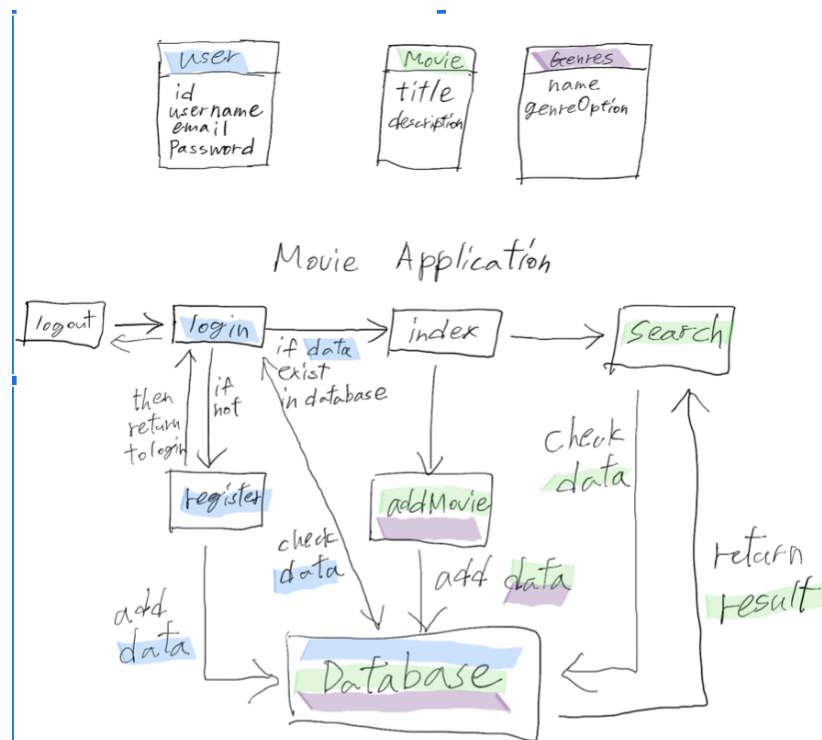 User
id
username
email
Password
Movie
title
description
Genres
name
genreOption
Movie Application
logout
login
if data
exist
in database
index
search
then
return
to login
if
not
register
addMovie
check
data
check
data
add data
add
data
return
result
Database